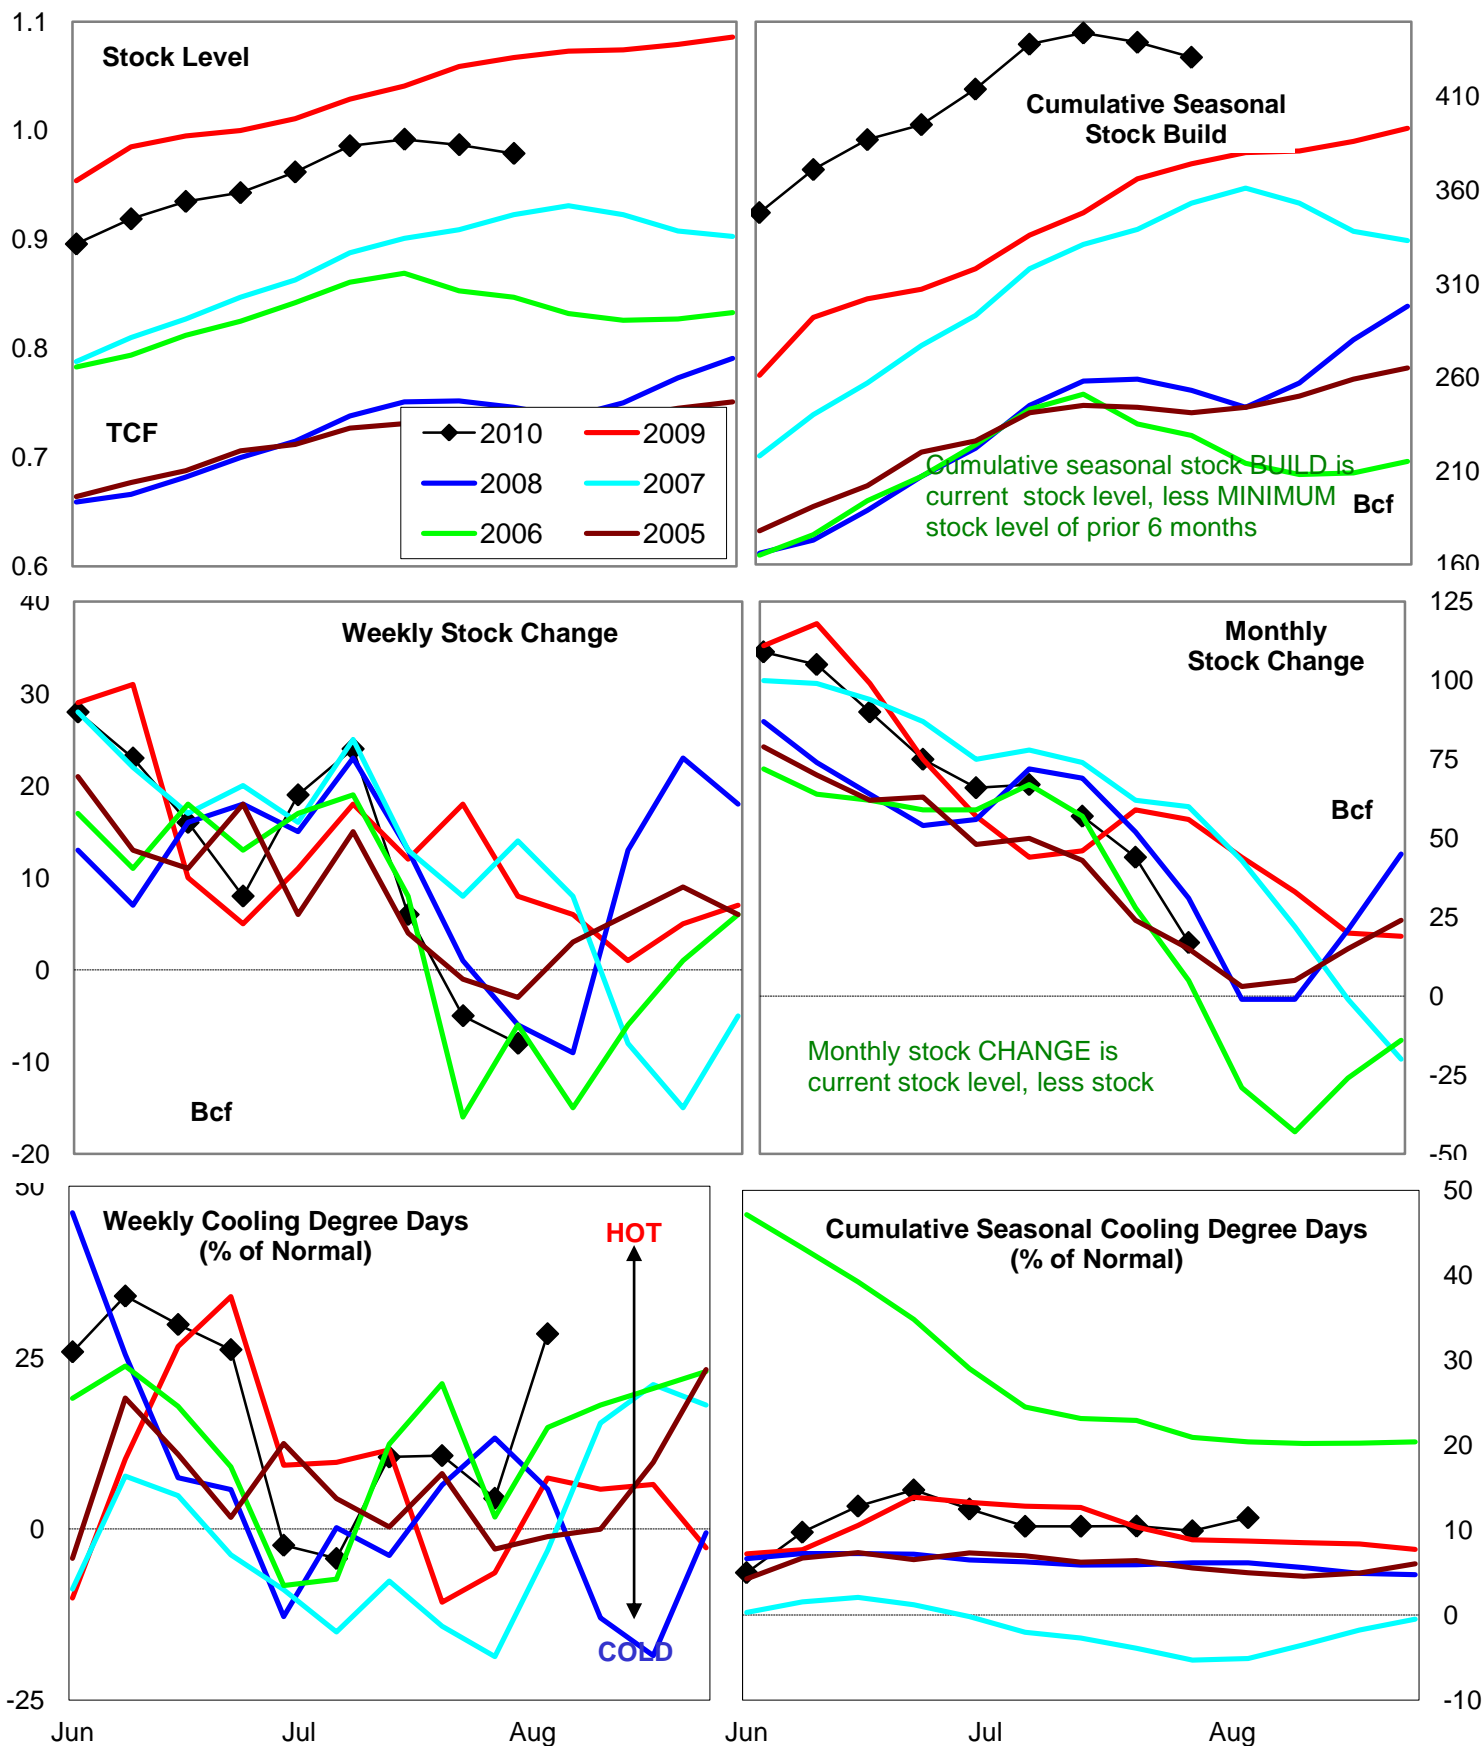 1.1
1.0
0.9
0.8
0.7
0.6
Stock Level
TCF
2010
2009
2008
2007
2006
2005
Cumulative Seasonal
Stock Build
410
360
310
260
210
160
Cumulative seasonal stock BUILD is
current stock level, less MINIMUM
stock level of prior 6 months
Bcf
40
30
20
10
0
-10
-20
Weekly Stock Change
Bcf
Monthly
Stock Change
125
100
75
50
25
0
-25
-50
Bcf
Monthly stock CHANGE is
current stock level, less stock
50
25
0
-25
Weekly Cooling Degree Days
(% of Normal)
HOT
COLD
Jun
Jul
Aug
Cumulative Seasonal Cooling Degree Days
(% of Normal)
50
40
30
20
10
0
-10
Jun
Jul
Aug